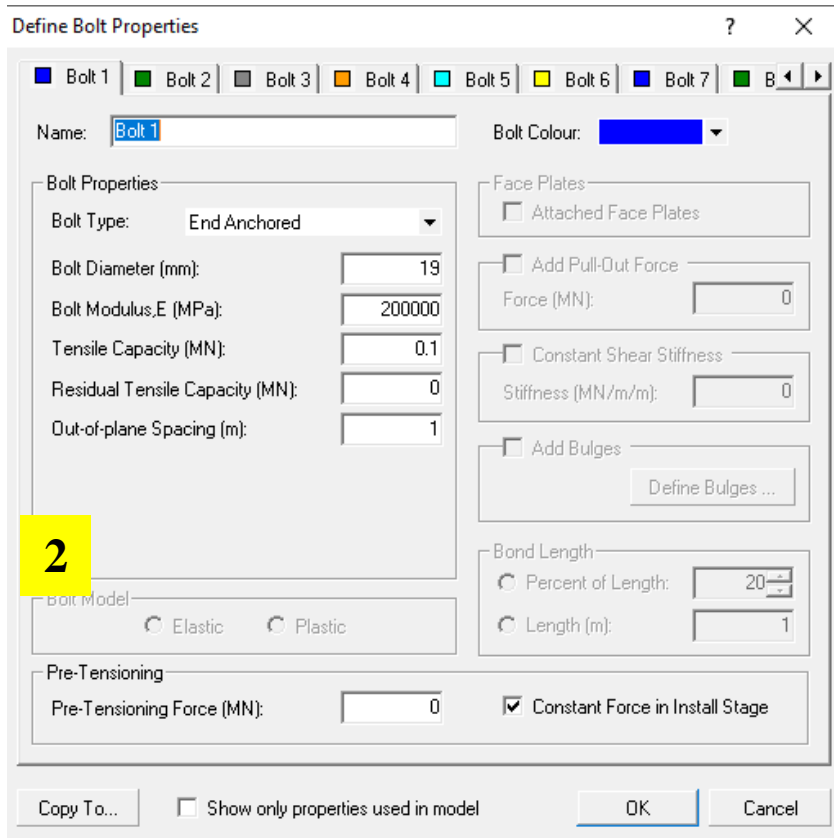 Define Bolt Properties ?
Bolt 1 Bolt 2 Bolt 3 Bolt 4 Bolt 5 Bolt 6 Bolt 7 B
Name: Bolt 1 Bolt Colour:
Bolt Properties
Bolt Type: End Anchored
Bolt Diameter (mm): 19
Bolt Modulus,E (MPa): 200000
Tensile Capacity (MN): 0.1
Residual Tensile Capacity (MN): 0
Out-of-plane Spacing (m): 1
2
Bolt Model
Elastic Plastic
Face Plates
Attached Face Plates
Add Pull-Out Force
Force (MN): 0
Constant Shear Stiffness
Stiffness (MN/m/m): 0
Add Bulges
Define Bulges ...
Bond Length
Percent of Length: 20
Length (m): 1
Pre-Tensioning
Pre-Tensioning Force (MN): 0 Constant Force in Install Stage
Copy To... Show only properties used in model OK Cancel